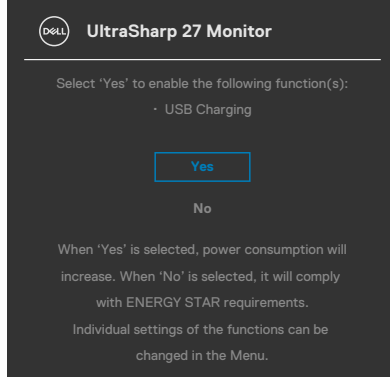 DELL UltraSharp 27 Monitor
Select ‘Yes’ to enable the following function(s):
· USB Charging
Yes
No
When ‘Yes’ is selected, power consumption will
increase. When ‘No’ is selected, it will comply
with ENERGY STAR requirements.
Individual settings of the functions can be
changed in the Menu.